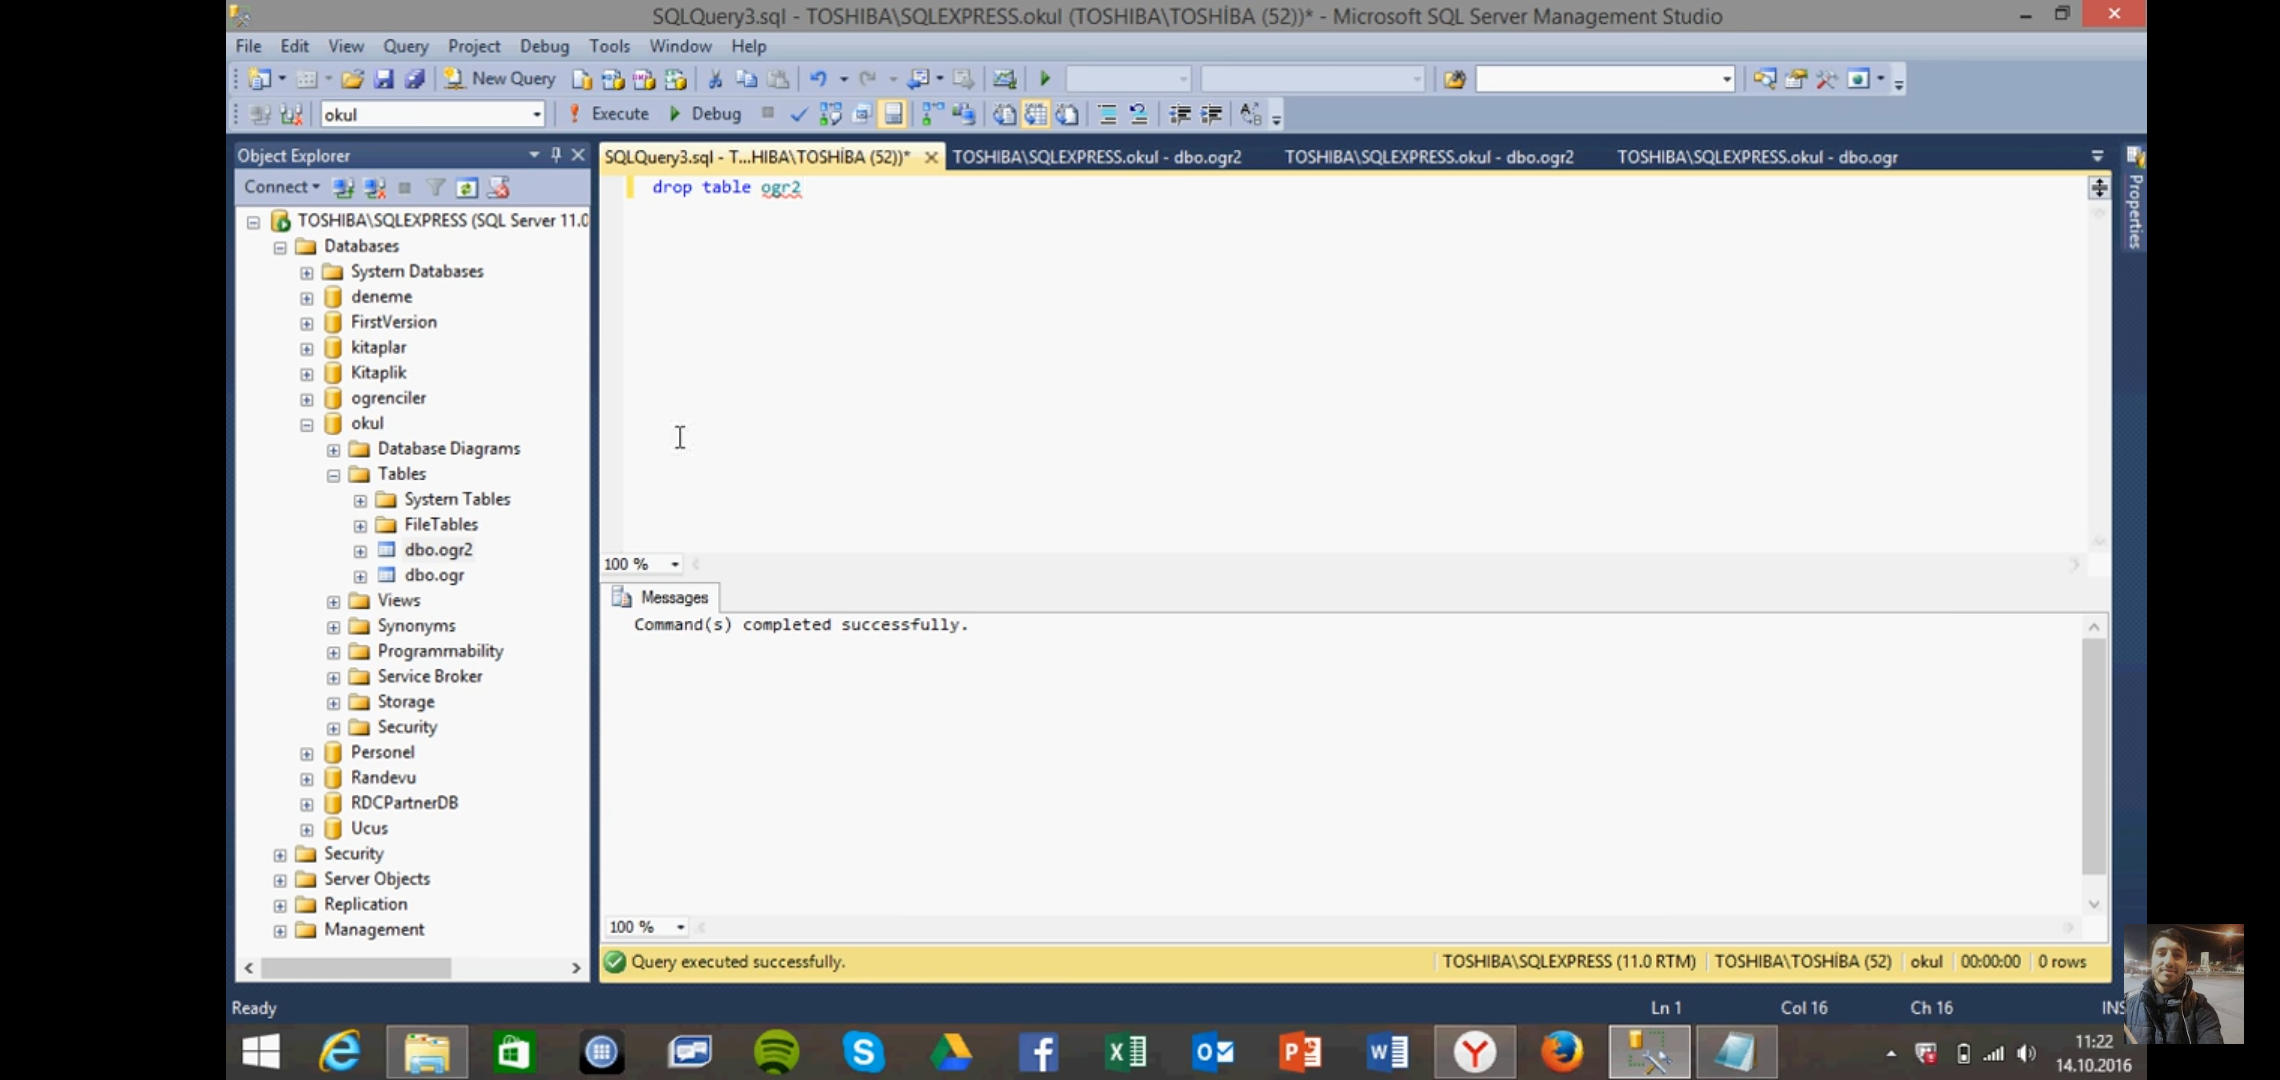 SQLQuery3.sql - TOSHIBA\SQLEXPRESS.okul (TOSHIBA\TOSHİBA (52))* - Microsoft SQL Server Management Studio
File Edit View Query Project Debug Tools Window Help
New Query
okul Execute Debug
Object Explorer
SQLQuery3.sql - T...HIBA\TOSHİBA (52))* TOSHIBA\SQLEXPRESS.okul - dbo.ogr2 TOSHIBA\SQLEXPRESS.okul - dbo.ogr2 TOSHIBA\SQLEXPRESS.okul - dbo.ogr
Properties
Connect
drop table ogr2
TOSHIBA\SQLEXPRESS (SQL Server 11.0
Databases
System Databases
deneme
FirstVersion
kitaplar
Kitaplik
ogrenciler
okul
Database Diagrams
Tables
System Tables
FileTables
dbo.ogr2
dbo.ogr
Views
Synonyms
Programmability
Service Broker
Storage
Security
Personel
Randevu
RDCPartnerDB
Ucus
Security
Server Objects
Replication
Management
100 %
Messages
Command(s) completed successfully.
100 %
Query executed successfully. TOSHIBA\SQLEXPRESS (11.0 RTM) TOSHIBA\TOSHİBA (52) okul 00:00:00 0 rows
Ready Ln 1 Col 16 Ch 16 INS
11:22
14.10.2016